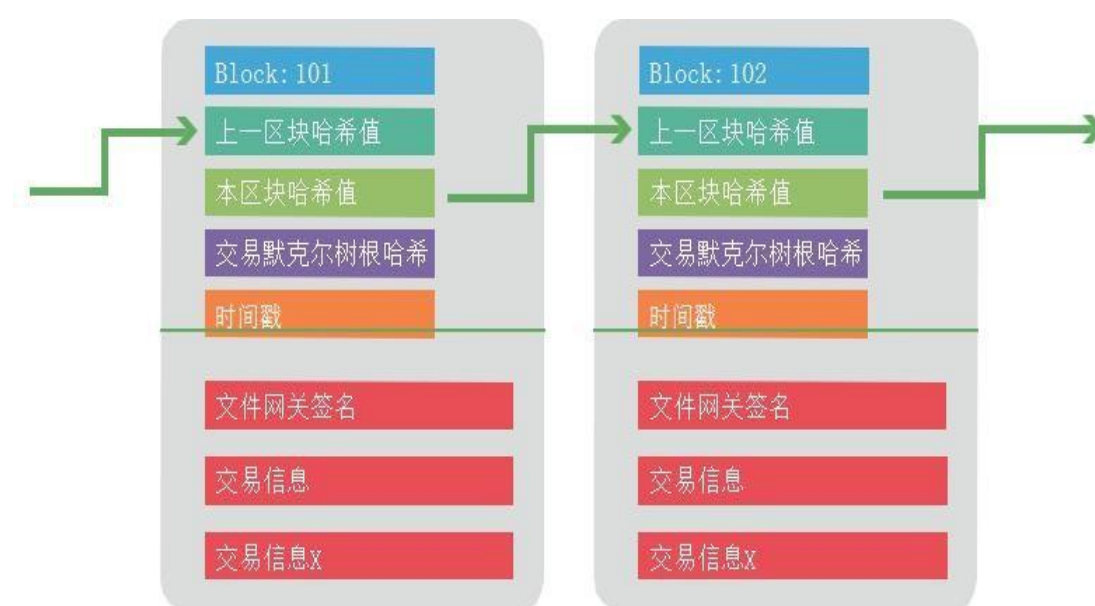 Block:101
上一区块哈希值
本区块哈希值
交易默克尔树根哈希
时间戳
文件网关签名
交易信息
交易信息X
Block:102
上一区块哈希值
本区块哈希值
交易默克尔树根哈希
时间戳
文件网关签名
交易信息
交易信息X